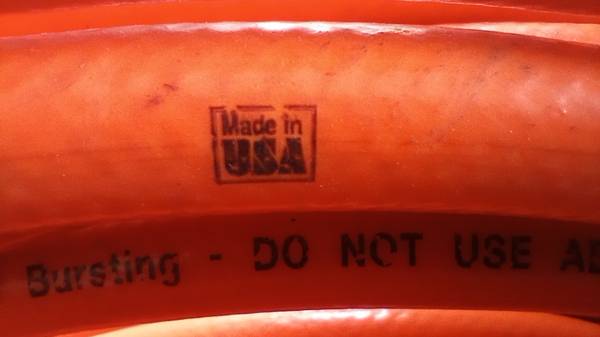 Made in
USA
Bursting - DO NOT USE